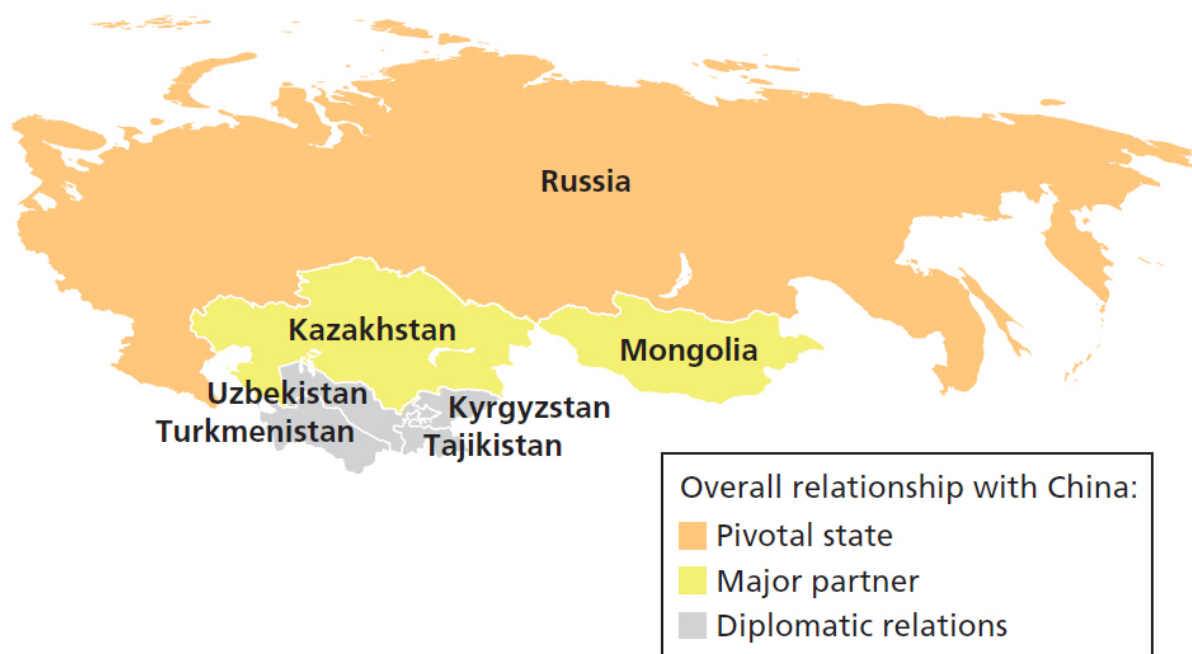 Russia
Kazakhstan
Mongolia
Uzbekistan
Kyrgyzstan
Turkmenistan
Tajikistan
Overall relationship with China:
Pivotal state
Major partner
Diplomatic relations